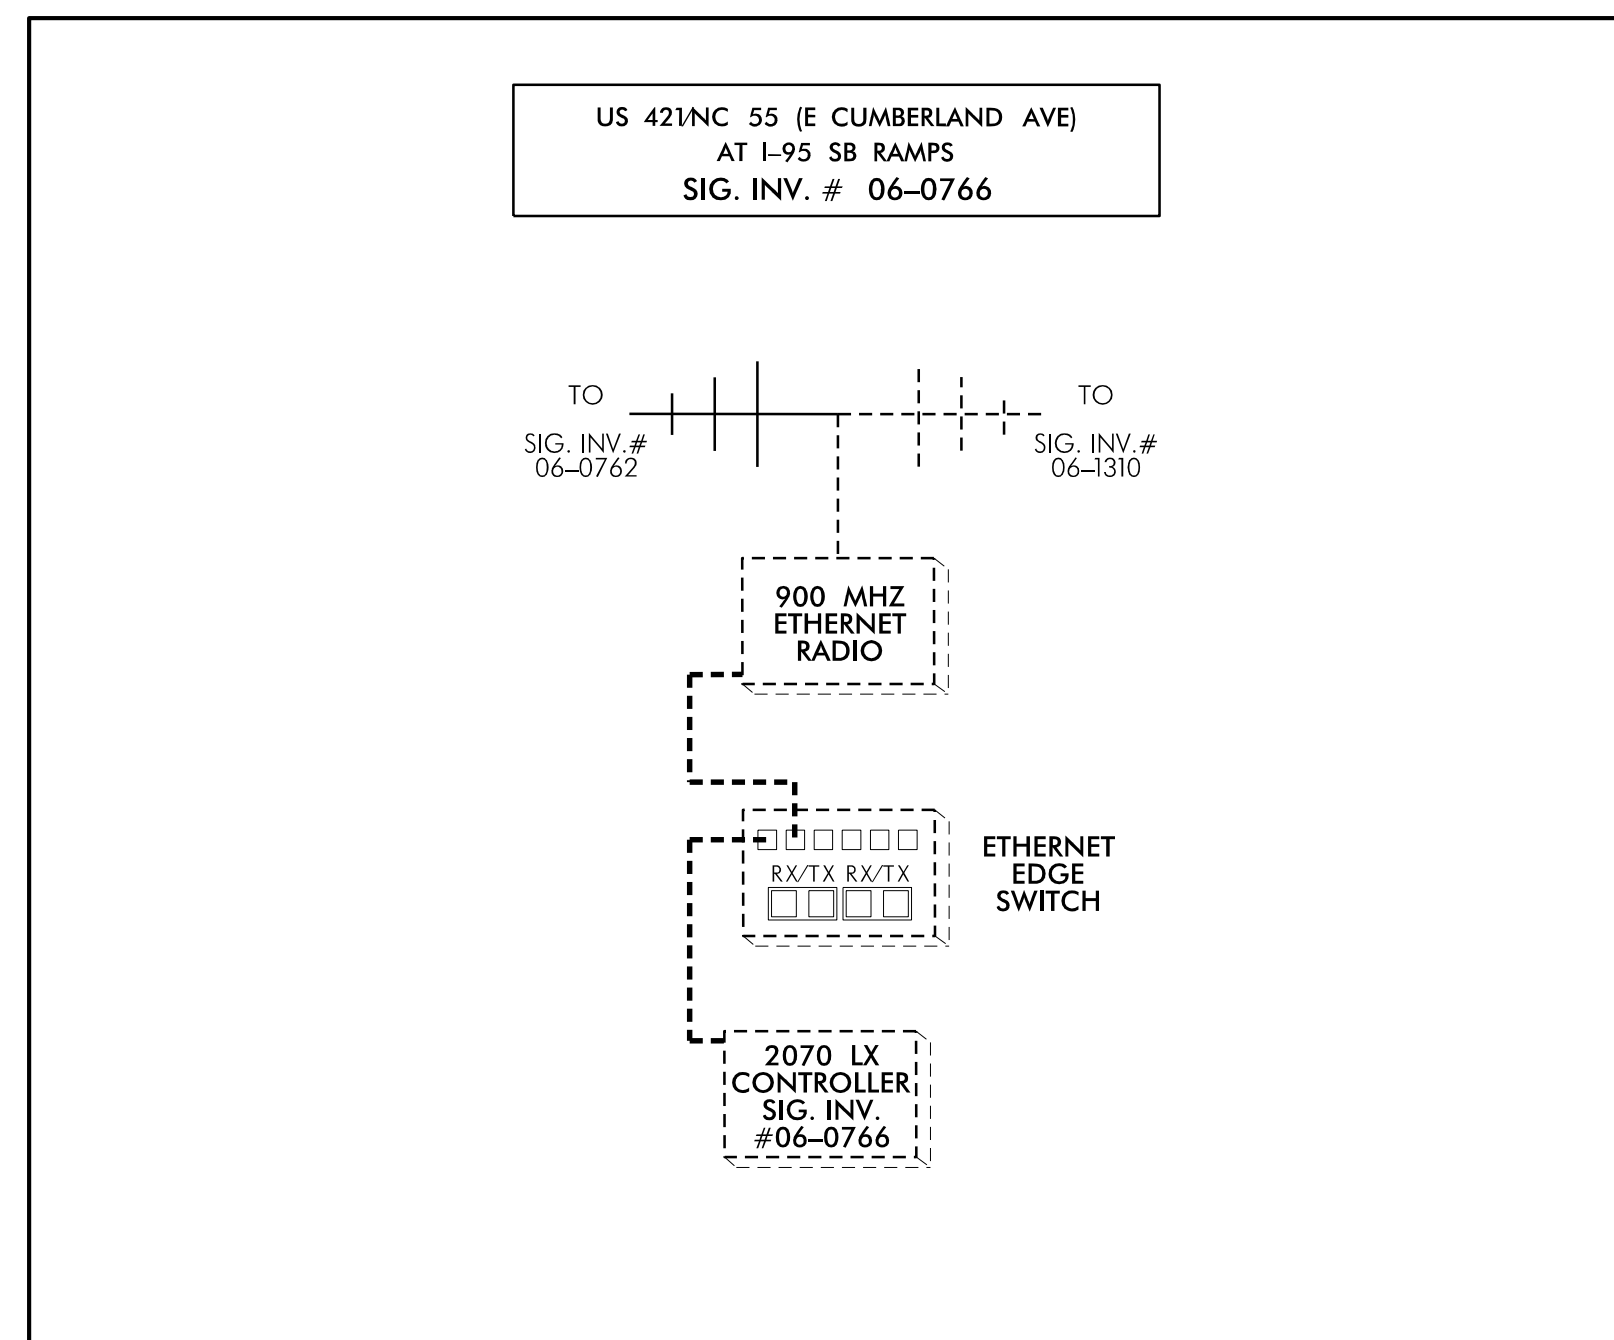 US 421/NC 55 (E CUMBERLAND AVE)
AT I-95 SB RAMPS
SIG. INV. # 06-0766
TO
SIG. INV.#
06-0762
TO
SIG. INV.#
06-1310
900 MHZ
ETHERNET
RADIO
RX/TX RX/TX
ETHERNET
EDGE
SWITCH
2070 LX
CONTROLLER
SIG. INV.
#06-0766